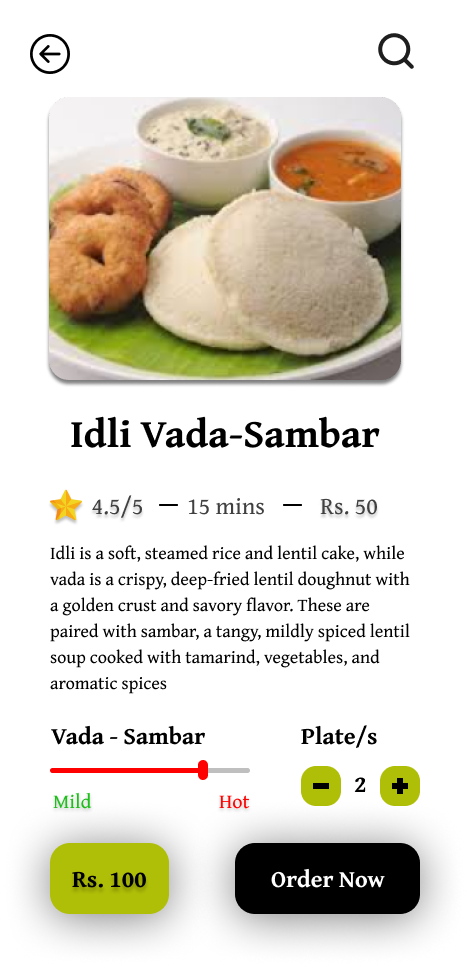 Idli Vada-Sambar
4.5/5 — 15 mins — Rs. 50
Idli is a soft, steamed rice and lentil cake, while
vada is a crispy, deep-fried lentil doughnut with
a golden crust and savory flavor. These are
paired with sambar, a tangy, mildly spiced lentil
soup cooked with tamarind, vegetables, and
aromatic spices
Vada - Sambar
Plate/s
2
Mild
Hot
Rs. 100
Order Now